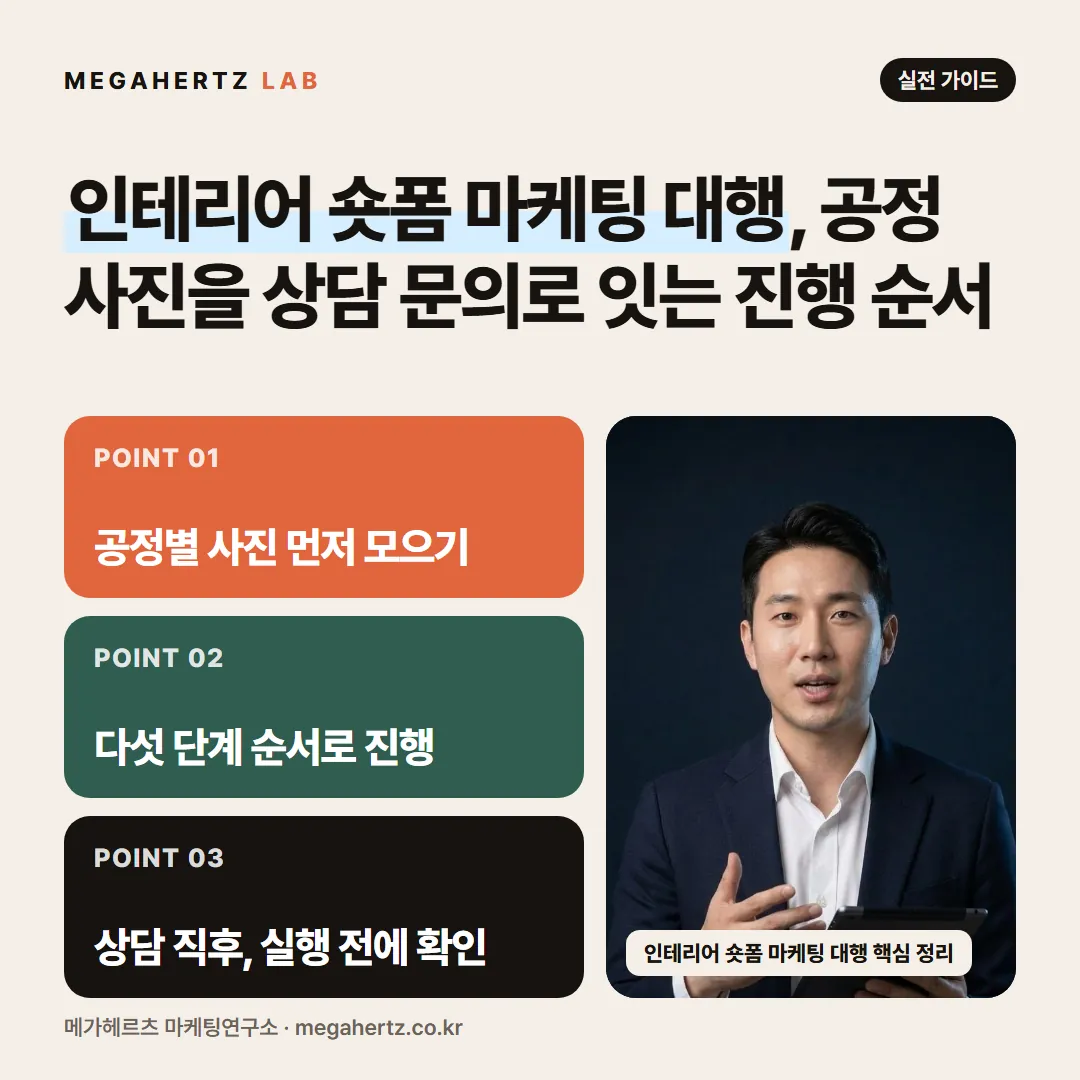 MEGAHERTZ LAB
실전 가이드
인테리어 숏폼 마케팅 대행, 공정
사진을 상담 문의로 잇는 진행 순서
POINT 01
공정별 사진 먼저 모으기
POINT 02
다섯 단계 순서로 진행
POINT 03
상담 직후, 실행 전에 확인
인테리어 숏폼 마케팅 대행 핵심 정리
메가헤르츠 마케팅연구소 · megahertz.co.kr